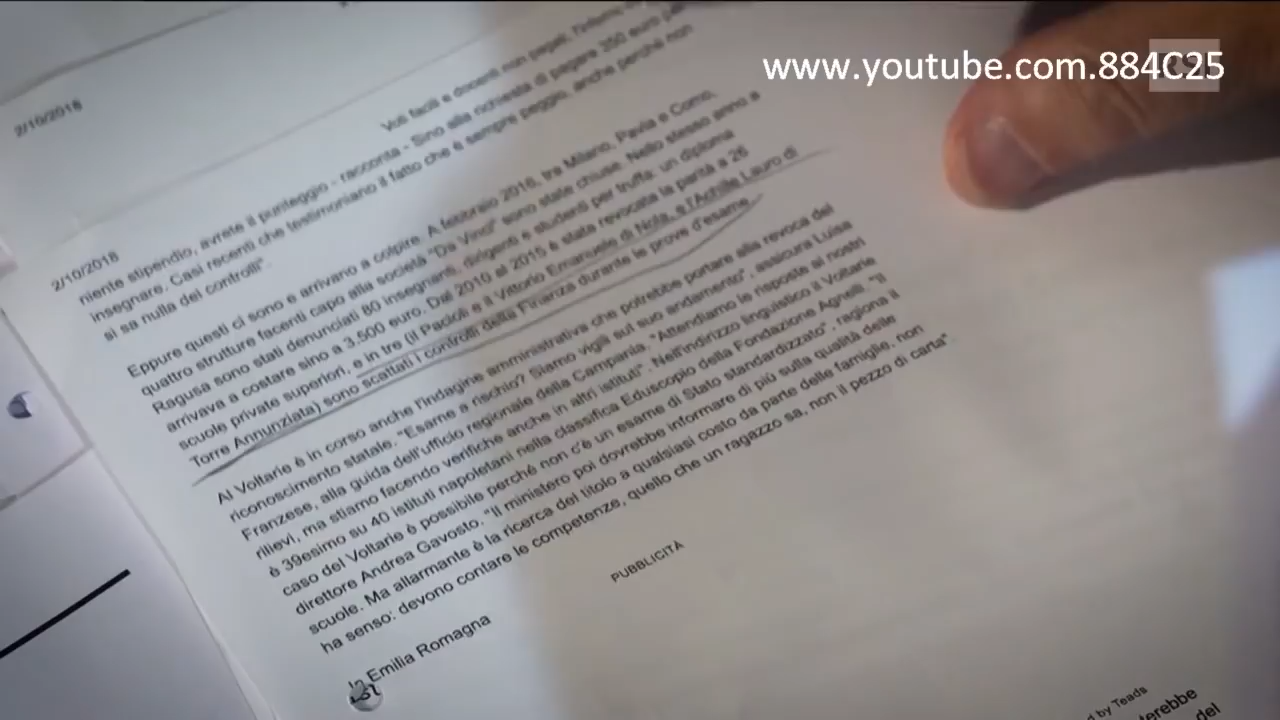 www.youtube.com.884C25
RSI
2/10/2018
Voti facili e docenti non pagati, l'inferno
2/10/2018
niente stipendio, avrete il punteggio - racconta - Sino alla richiesta di pagare 350 euro per
insegnare. Casi recenti che testimoniano il fatto che è sempre peggio, anche perché non
si sa nulla dei controlli".
Eppure questi ci sono e arrivano a colpire. A febbraio 2016, tra Milano, Pavia e Como,
quattro strutture facenti capo alla società "Da Vinci" sono state chiuse. Nello stesso anno a
Ragusa sono stati denunciati 80 insegnanti, dirigenti e studenti per truffa: un diploma
arrivava a costare sino a 3.500 euro. Dal 2010 al 2015 è stata revocata la parità a 26
scuole private superiori, e in tre (il Pacioli e il Vittorio Emanuele di Nola, e l'Achille Lauro di
Torre Annunziata) sono scattati i controlli della Finanza durante le prove d'esame.
Al Voltarie è in corso anche l'indagine amministrativa che potrebbe portare alla revoca del
riconoscimento statale. "Esame a rischio? Siamo vigili sul suo andamento", assicura Luisa
Franzese, alla guida dell'ufficio regionale della Campania. "Attendiamo le risposte ai nostri
rilievi, ma stiamo facendo verifiche anche in altri istituti". Nell'indirizzo linguistico il Voltarie
è 39esimo su 40 istituti napoletani nella classifica Eduscopio della Fondazione Agnelli: "Il
caso del Voltarie è possibile perché non c'è un esame di Stato standardizzato", ragiona il
direttore Andrea Gavosto. "Il ministero poi dovrebbe informare di più sulla qualità delle
scuole. Ma allarmante è la ricerca del titolo a qualsiasi costo da parte delle famiglie, non
ha senso: devono contare le competenze, quello che un ragazzo sa, non il pezzo di carta".
PUBBLICITÀ
In Emilia Romagna
by Teads
del